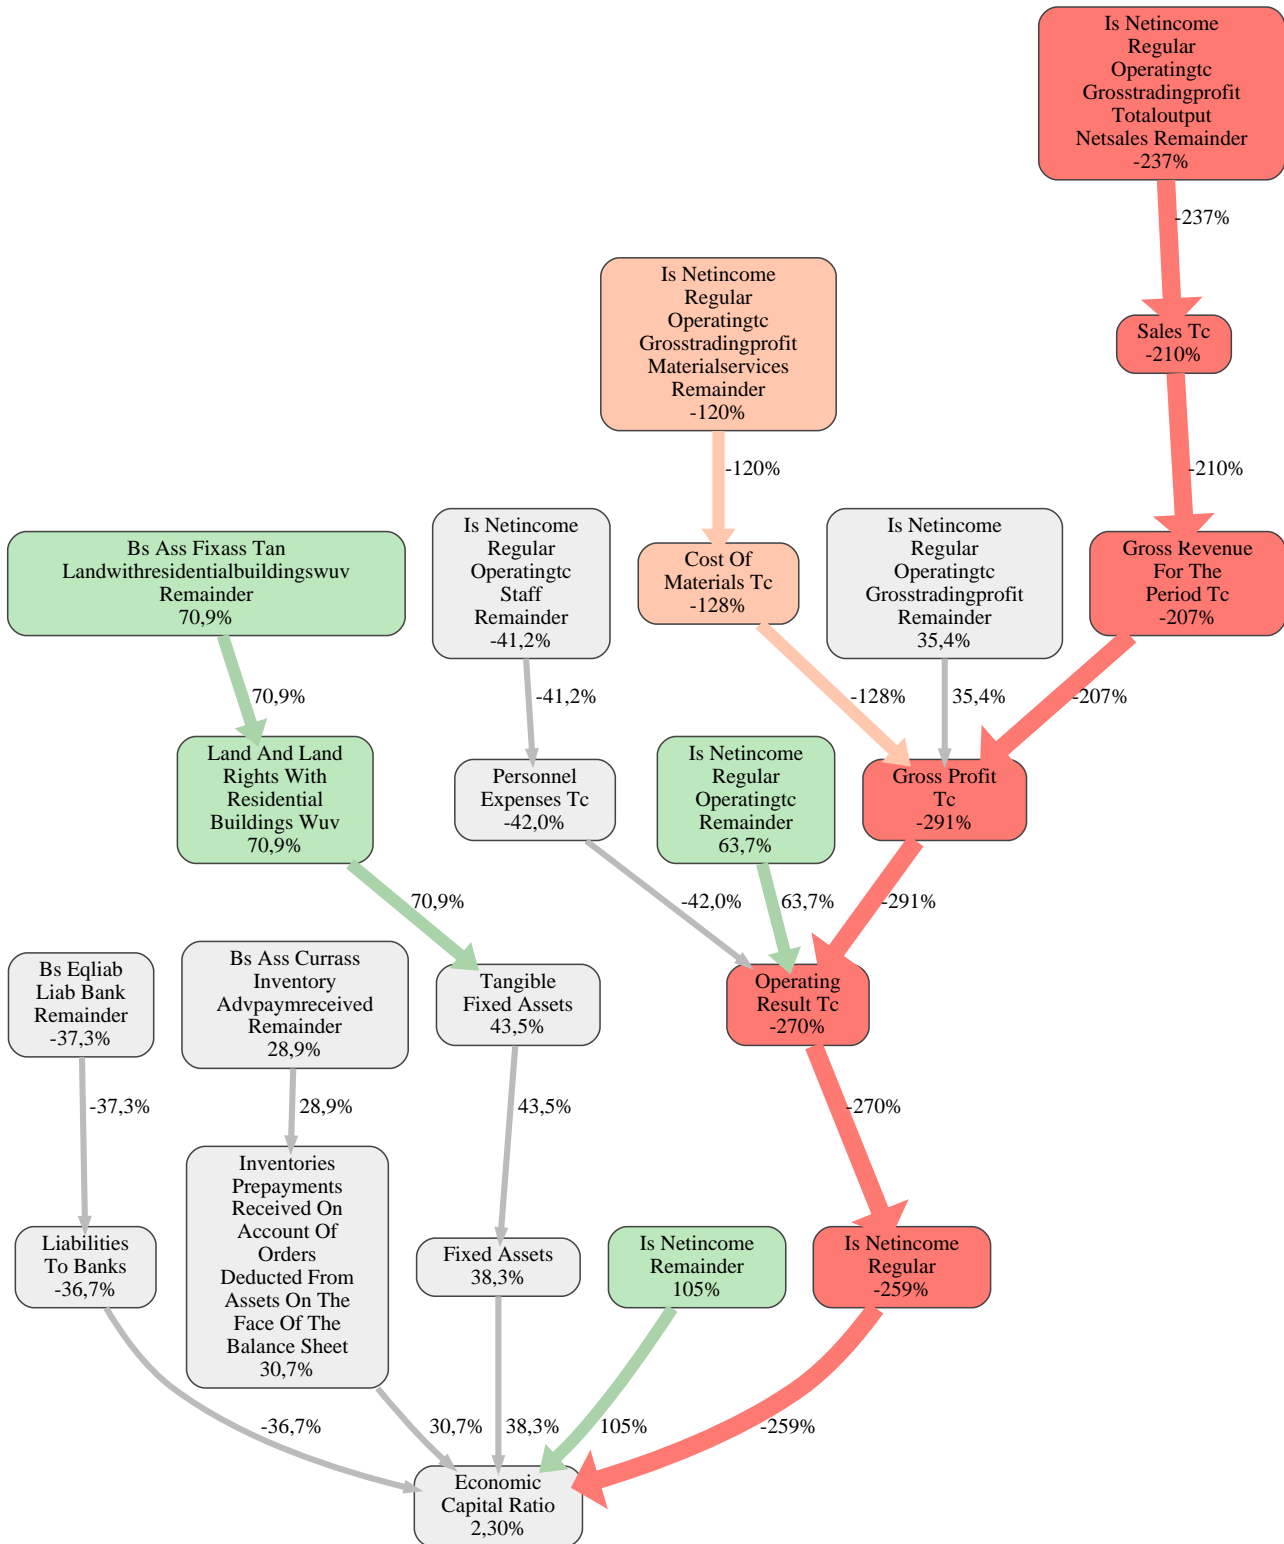 Is Netincome
Regular
Operatingtc
Grosstradingprofit
Totaloutput
Netsales Remainder
-237%
-237%
Is Netincome
Regular
Operatingtc
Grosstradingprofit
Materialservices
Remainder
-120%
Sales Tc
-210%
-120%
-210%
Bs Ass Fixass Tan
Landwithresidentialbuildingswuv
Remainder
70,9%
Is Netincome
Regular
Operatingtc
Staff
Remainder
-41,2%
Cost Of
Materials Tc
-128%
Is Netincome
Regular
Operatingtc
Grosstradingprofit
Remainder
35,4%
Gross Revenue
For The
Period Tc
-207%
70,9%
-41,2%
-128%
35,4%
-207%
Land And Land
Rights With
Residential
Buildings Wuv
70,9%
Personnel
Expenses Tc
-42,0%
Is Netincome
Regular
Operatingtc
Remainder
63,7%
Gross Profit
Tc
-291%
70,9%
-42,0%
63,7%
-291%
Bs Eqliab
Liab Bank
Remainder
-37,3%
Bs Ass Currass
Inventory
Advpaymreceived
Remainder
28,9%
Tangible
Fixed Assets
43,5%
Operating
Result Tc
-270%
-37,3%
28,9%
43,5%
-270%
Liabilities
To Banks
-36,7%
Inventories
Prepayments
Received On
Account Of
Orders
Deducted From
Assets On The
Face Of The
Balance Sheet
30,7%
Fixed Assets
38,3%
Is Netincome
Remainder
105%
Is Netincome
Regular
-259%
-36,7%
30,7%
38,3%
105%
-259%
Economic
Capital Ratio
2,30%